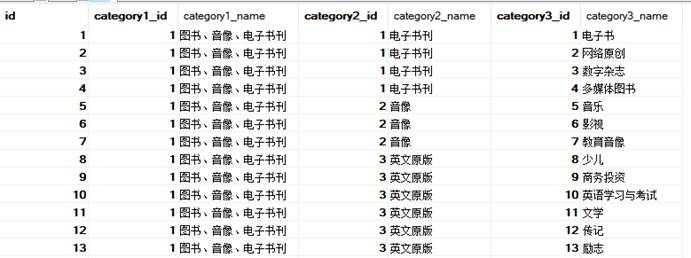 id category1_id category1_name category2_id category2_name category3_id category3_name
1 1 图书、音像、电子书刊 1 电子书刊 1 电子书
2 1 图书、音像、电子书刊 1 电子书刊 2 网络原创
3 1 图书、音像、电子书刊 1 电子书刊 3 数字杂志
4 1 图书、音像、电子书刊 1 电子书刊 4 多媒体图书
5 1 图书、音像、电子书刊 2 音像 5 音乐
6 1 图书、音像、电子书刊 2 音像 6 影视
7 1 图书、音像、电子书刊 2 音像 7 教育音像
8 1 图书、音像、电子书刊 3 英文原版 8 少儿
9 1 图书、音像、电子书刊 3 英文原版 9 商务投资
10 1 图书、音像、电子书刊 3 英文原版 10 英语学习与考试
11 1 图书、音像、电子书刊 3 英文原版 11 文学
12 1 图书、音像、电子书刊 3 英文原版 12 传记
13 1 图书、音像、电子书刊 3 英文原版 13 励志